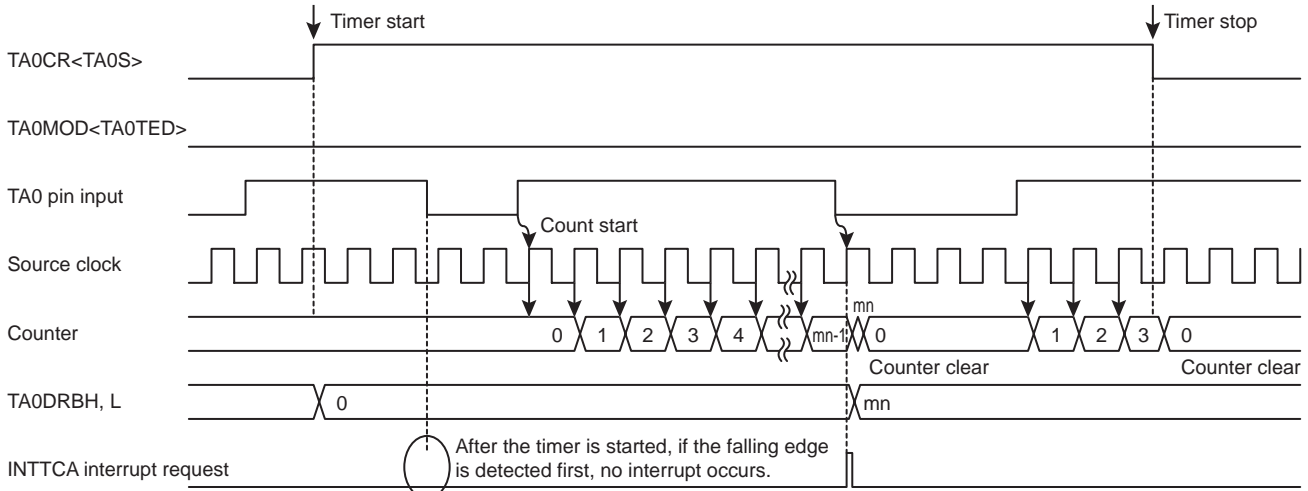 Timer start
Timer stop
TA0CR<TA0S>
TA0MOD<TA0TED>
TA0 pin input
Count start
Source clock
mn
Counter
0 1 2 3 4 mn-1 0 1 2 3 0
Counter clear
Counter clear
TA0DRBH, L
0
mn
After the timer is started, if the falling edge
is detected first, no interrupt occurs.
INTTCA interrupt request